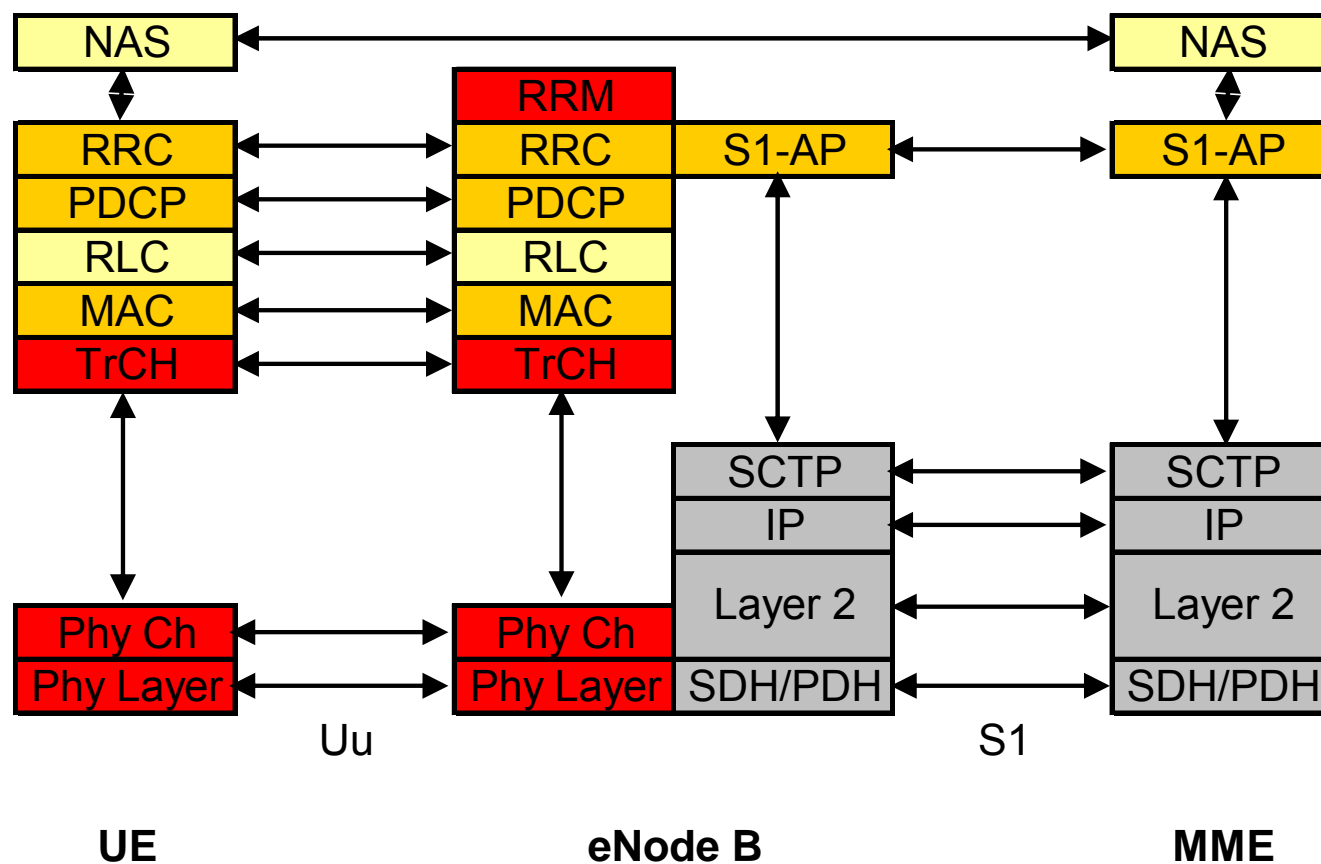 NAS
NAS
RRM
RRC
RRC
S1-AP
S1-AP
PDCP
PDCP
RLC
RLC
MAC
MAC
TrCH
TrCH
SCTP
SCTP
IP
IP
Layer 2
Layer 2
Phy Ch
Phy Ch
Phy Layer
Phy Layer
SDH/PDH
SDH/PDH
Uu
S1
UE
eNode B
MME